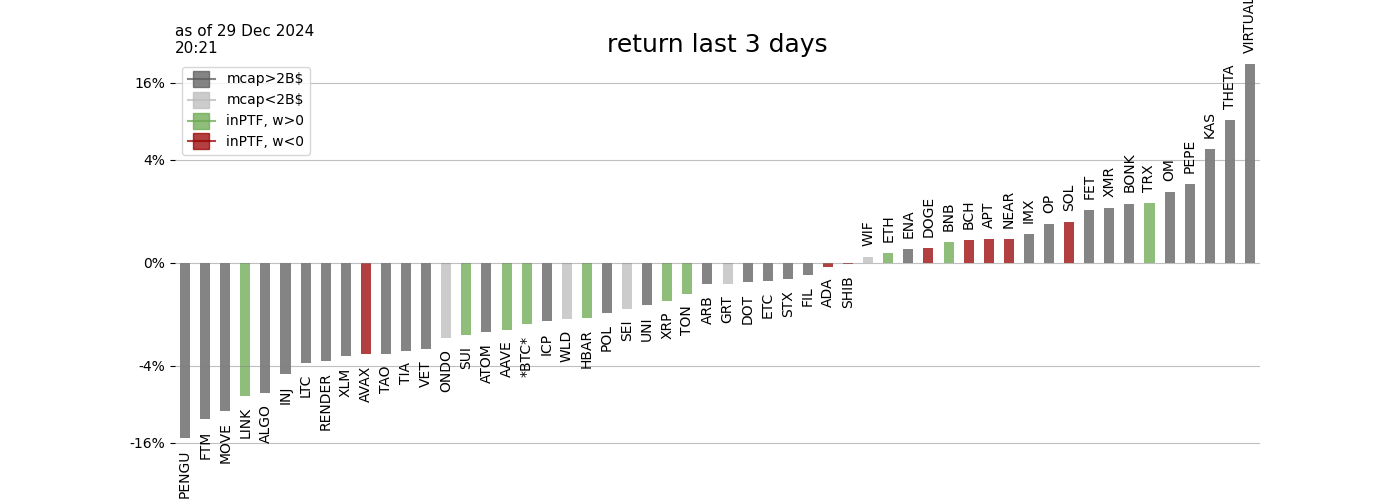 as of 29 Dec 2024
20:21
return last 3 days
mcap>2B$
mcap<2B$
inPTF, w>0
inPTF, w<0
16%
4%
0%
-4%
-16%
PENGU
FTM
MOVE
LINK
ALGO
INJ
LTC
RENDER
XLM
AVAX
TAO
TIA
VET
ONDO
SUI
ATOM
AAVE
*BTC*
ICP
WLD
HBAR
POL
SEI
UNI
XRP
TON
ARB
GRT
DOT
ETC
STX
FIL
ADA
SHIB
WIF
ETH
ENA
DOGE
BNB
BCH
APT
NEAR
IMX
OP
SOL
FET
XMR
BONK
TRX
OM
PEPE
KAS
THETA
VIRTUAL